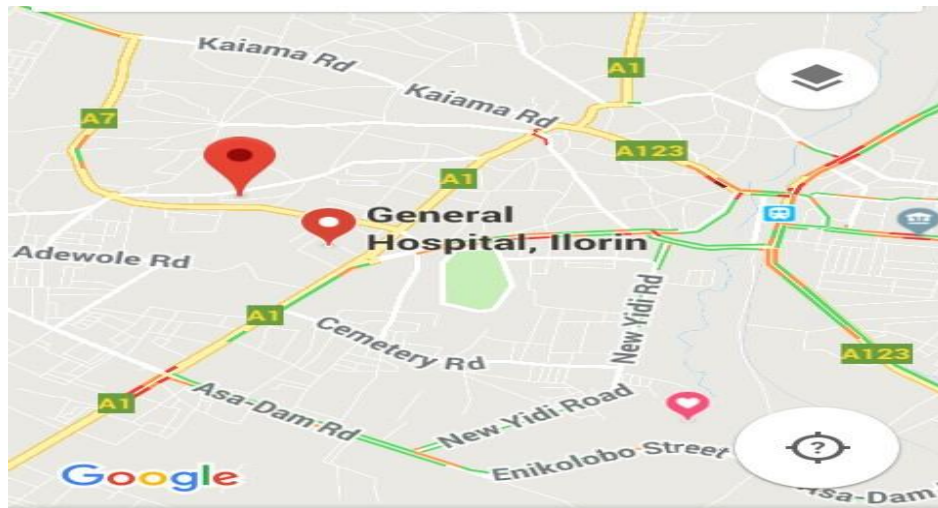 Kaiama Rd
A1
Kaiama Rd
A7
A123
A1
General
Hospital, Ilorin
Adewole Rd
New Yidi Rd
A1
Cemetery Rd
A123
A1
Asa-Dam Rd
New Yidi Road
Enikolobo Street
?
Google
Asa-Dam